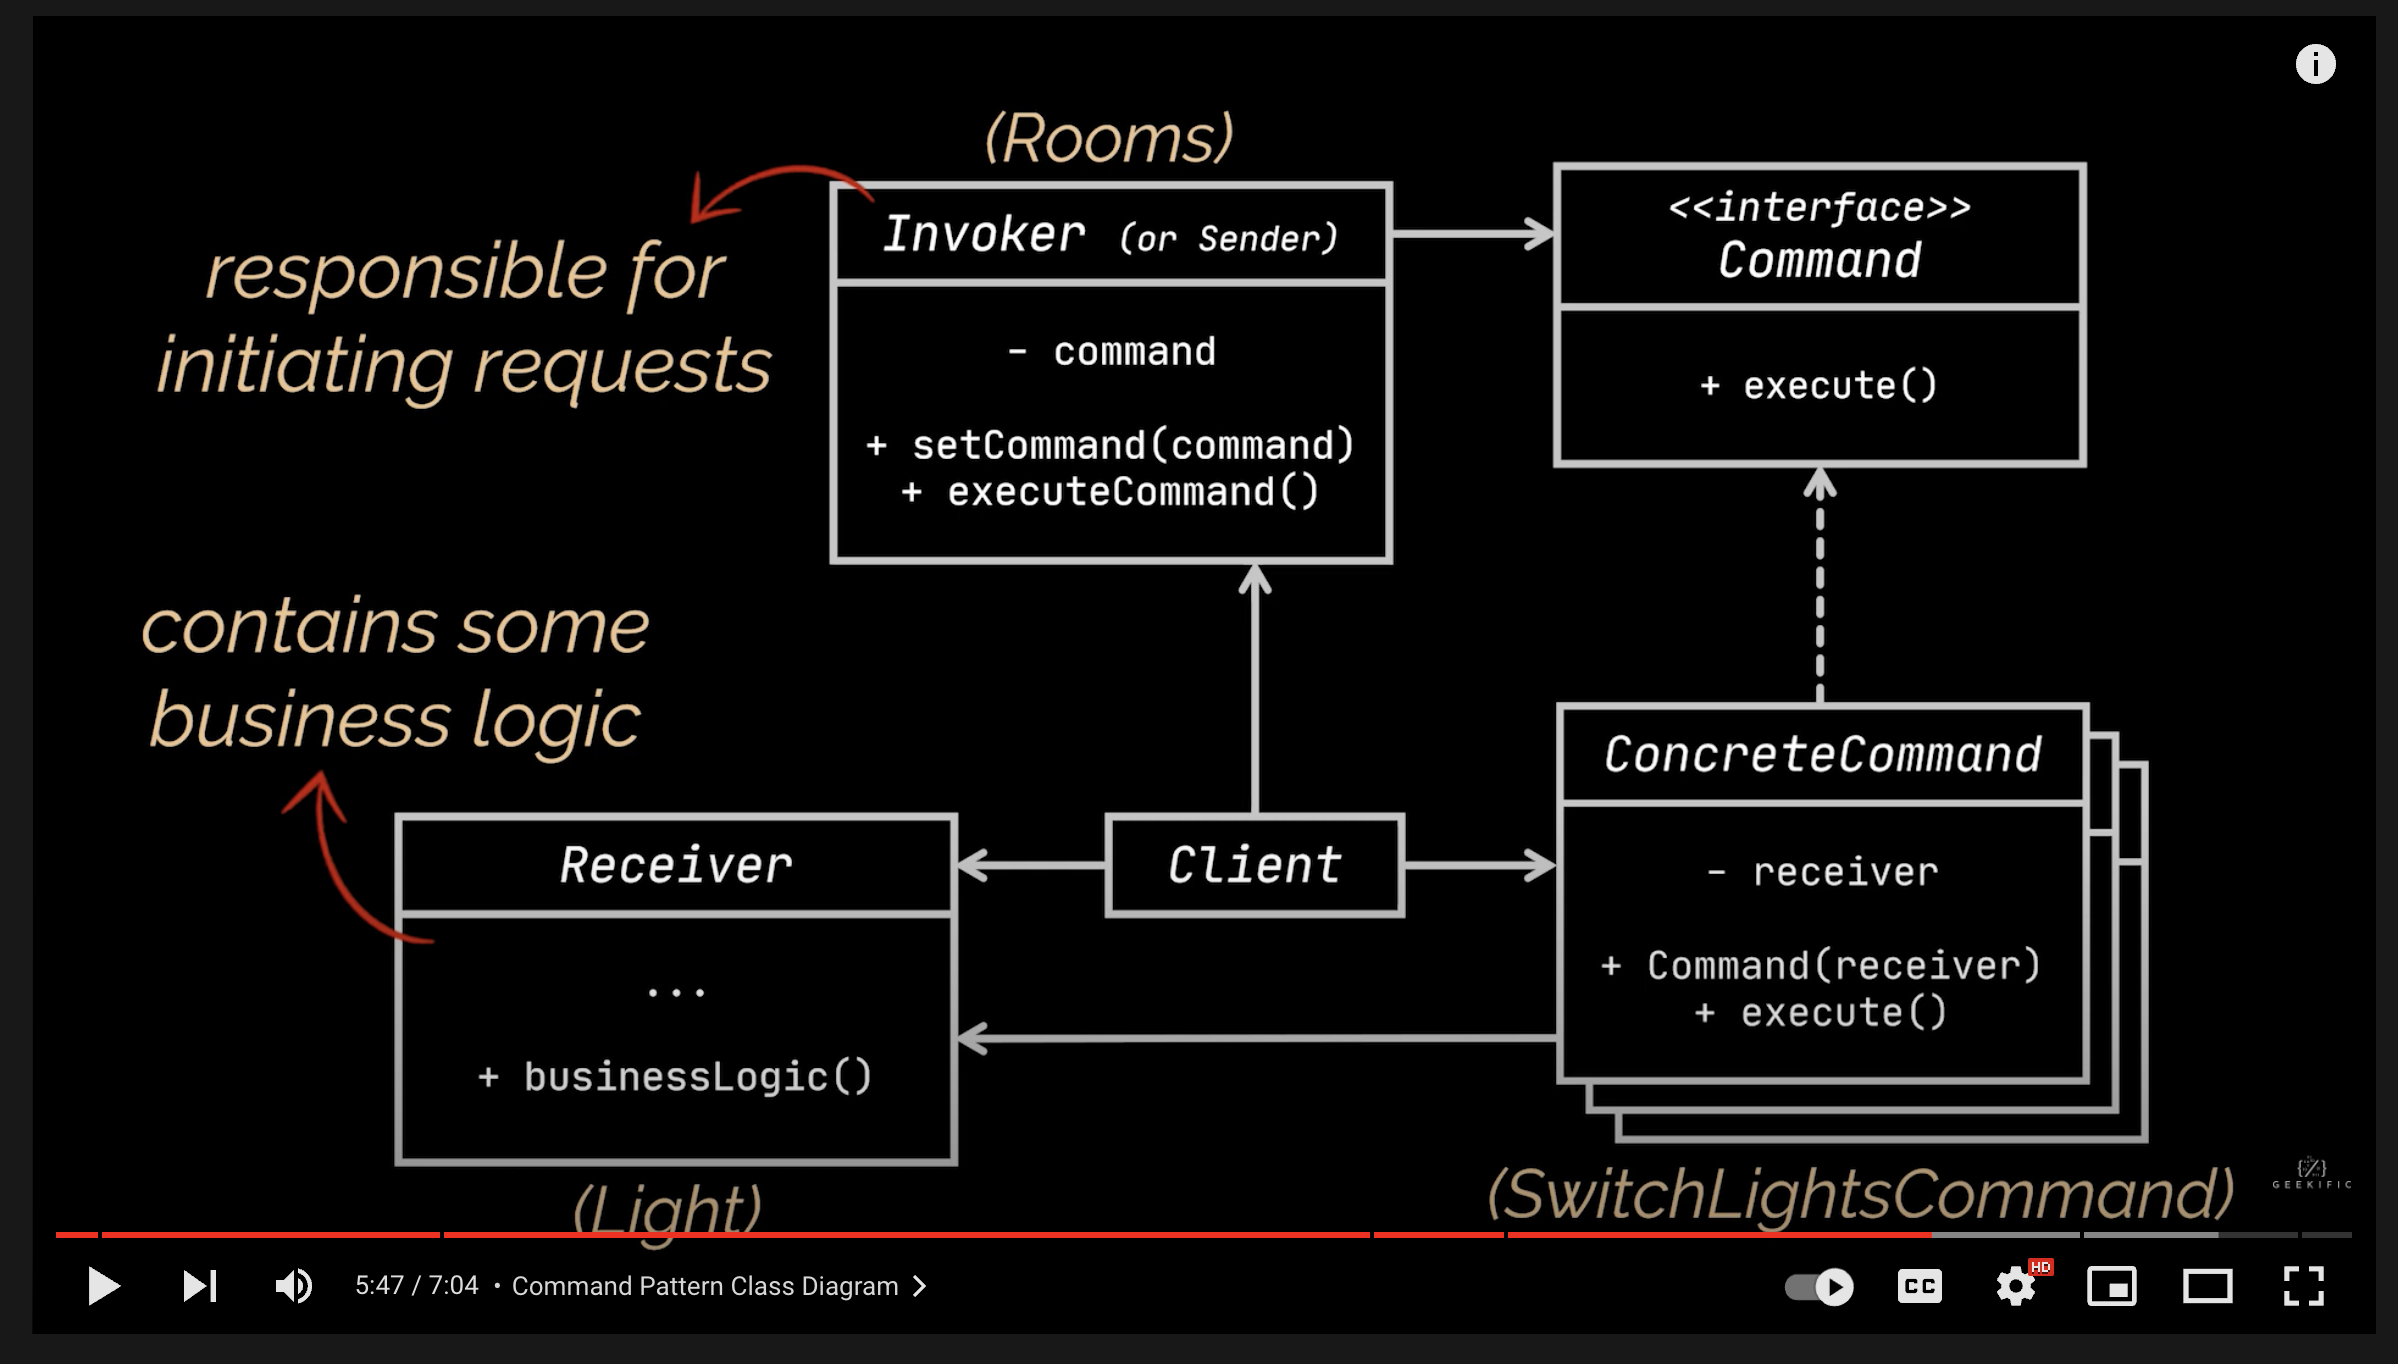 (Rooms)
responsible for
initiating requests
Invoker (or Sender)
- command
+ setCommand(command)
+ executeCommand()
<<interface>>
Command
+ execute()
contains some
business logic
Receiver
...
+ businessLogic()
(Light)
Client
ConcreteCommand
- receiver
+ Command(receiver)
+ execute()
(SwitchLightsCommand)
GEEKIFIC
5:47 / 7:04 • Command Pattern Class Diagram
CC
HD